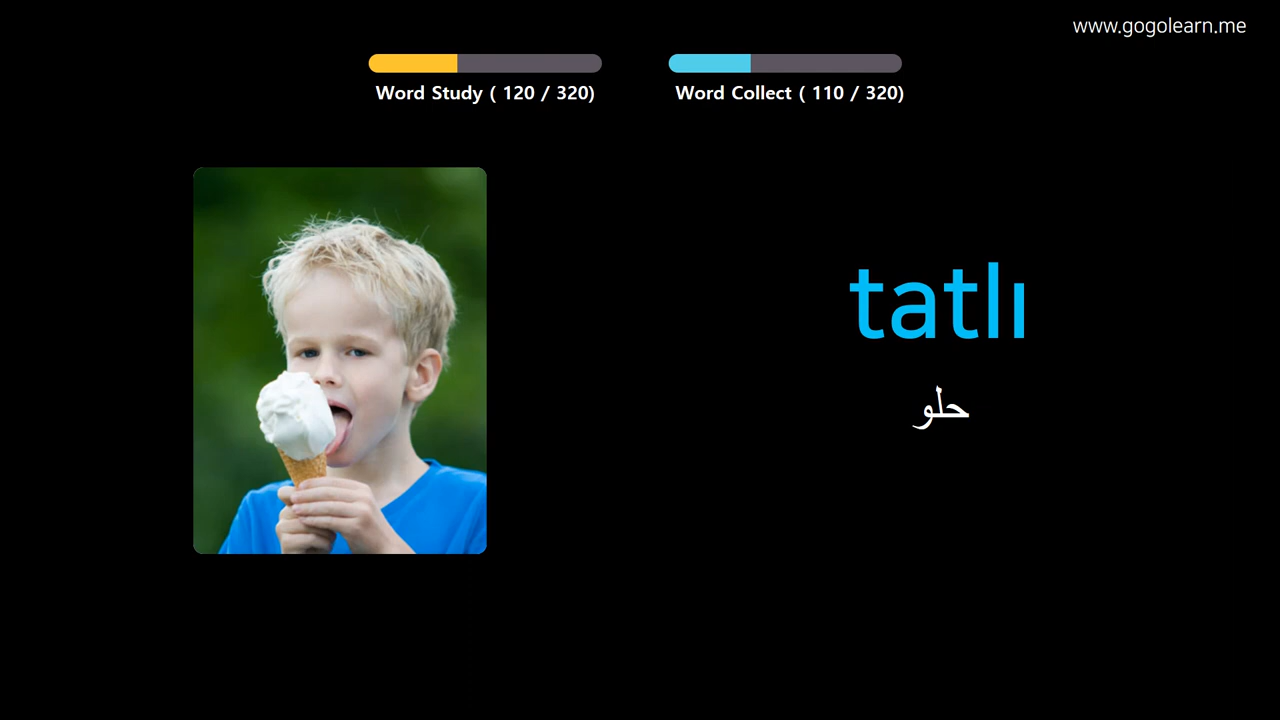 www.gogolearn.me
Word Study ( 120 / 320)
Word Collect ( 110 / 320)
tatlı
حلو